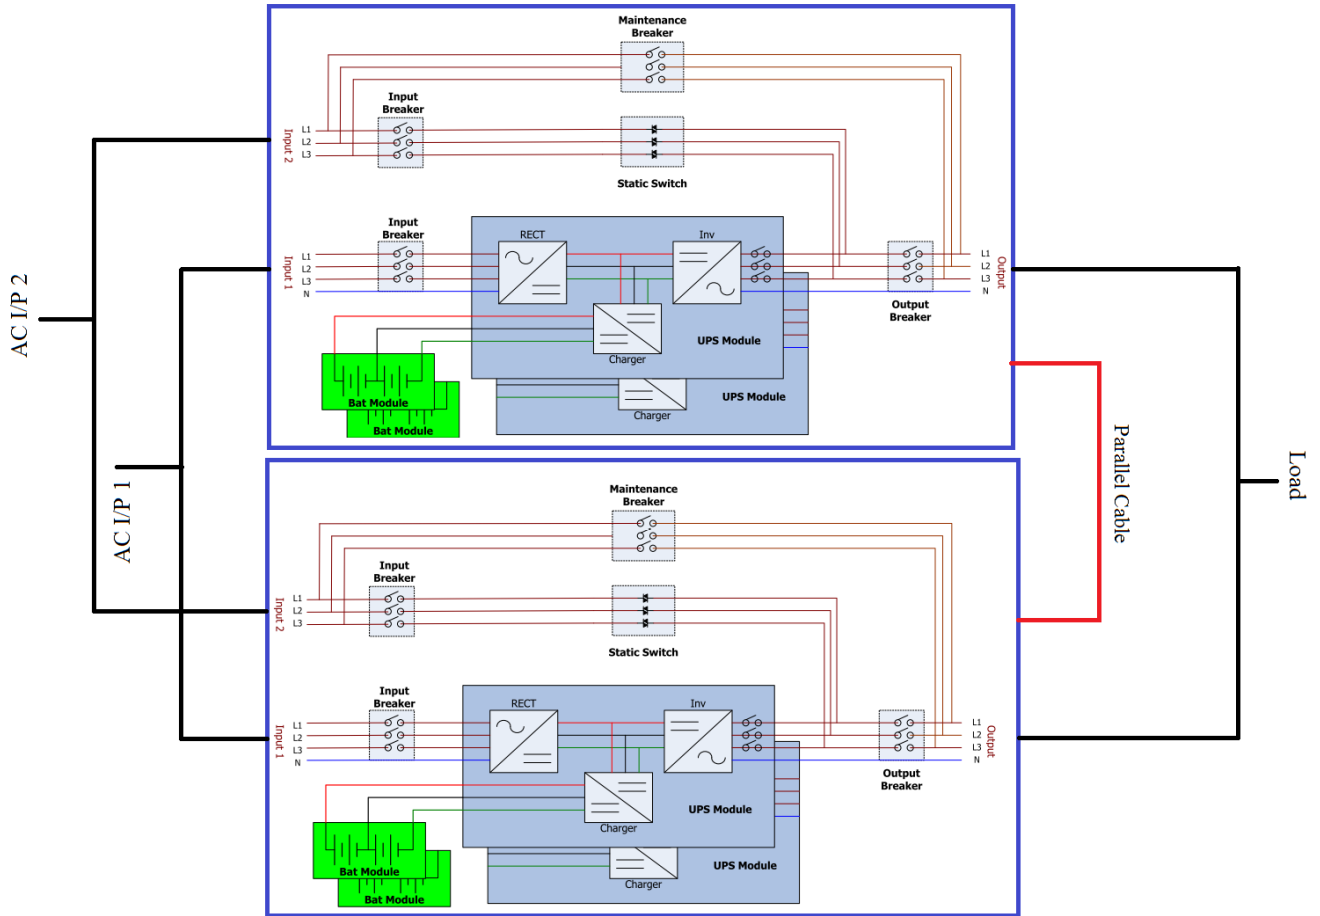 Maintenance
Breaker
Input
Breaker
Input 2
L1
L2
L3
Static Switch
Input
Breaker
RECT
Inv
Input 1
L1
L2
L3
N
L1
L2
L3
N
Output
Output
Breaker
Charger
UPS Module
Bat Module
Charger
UPS Module
Bat Module
AC I/P 2
AC I/P 1
Parallel Cable
Load
Maintenance
Breaker
Input
Breaker
Input 2
L1
L2
L3
Static Switch
Input
Breaker
RECT
Inv
Input 1
L1
L2
L3
N
L1
L2
L3
N
Output
Output
Breaker
Charger
UPS Module
Bat Module
Charger
UPS Module
Bat Module